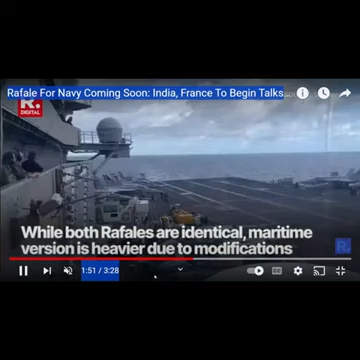 Rafale For Navy Coming Soon: India, France To Begin Talks
R.
DIGITAL
While both Rafales are identical, maritime
version is heavier due to modifications
R.
1:51 / 3:28